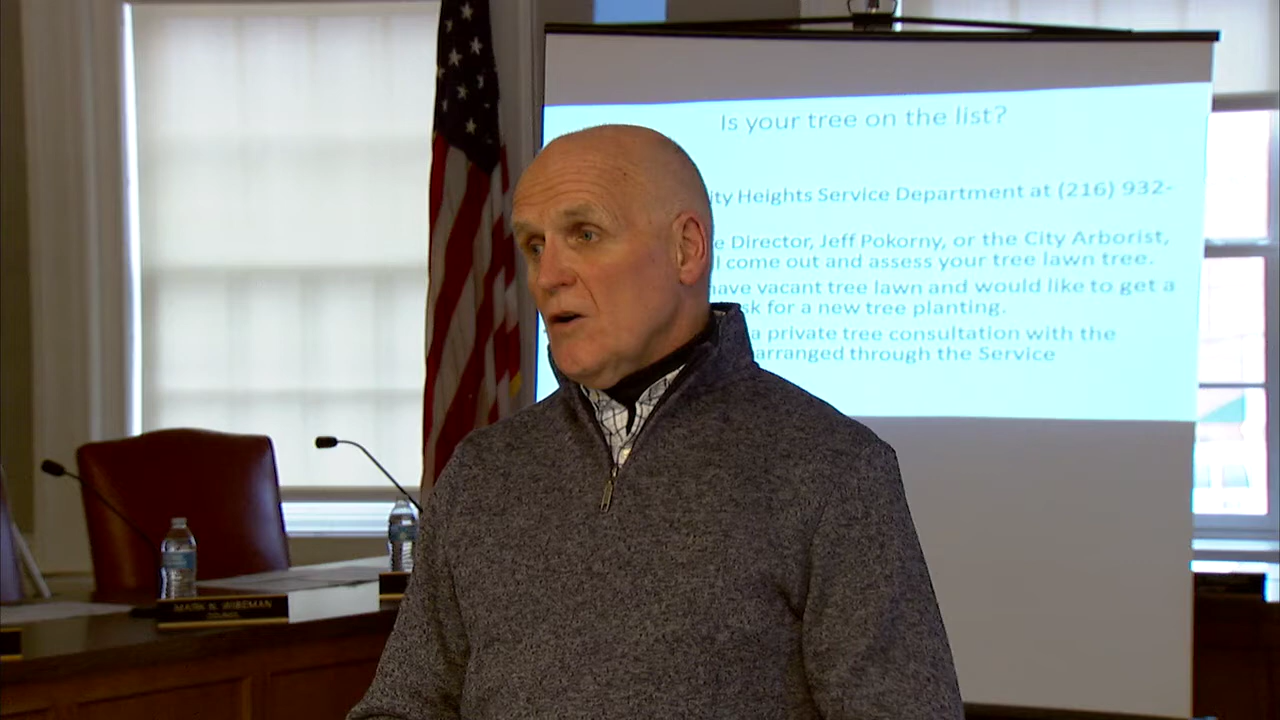 Is your tree on the list?
ity Heights Service Department at (216) 932-
e Director, Jeff Pokorny, or the City Arborist,
l come out and assess your tree lawn tree.
have vacant tree lawn and would like to get a
sk for a new tree planting.
a private tree consultation with the
arranged through the Service
MARK N. WISEMAN
COUNCIL